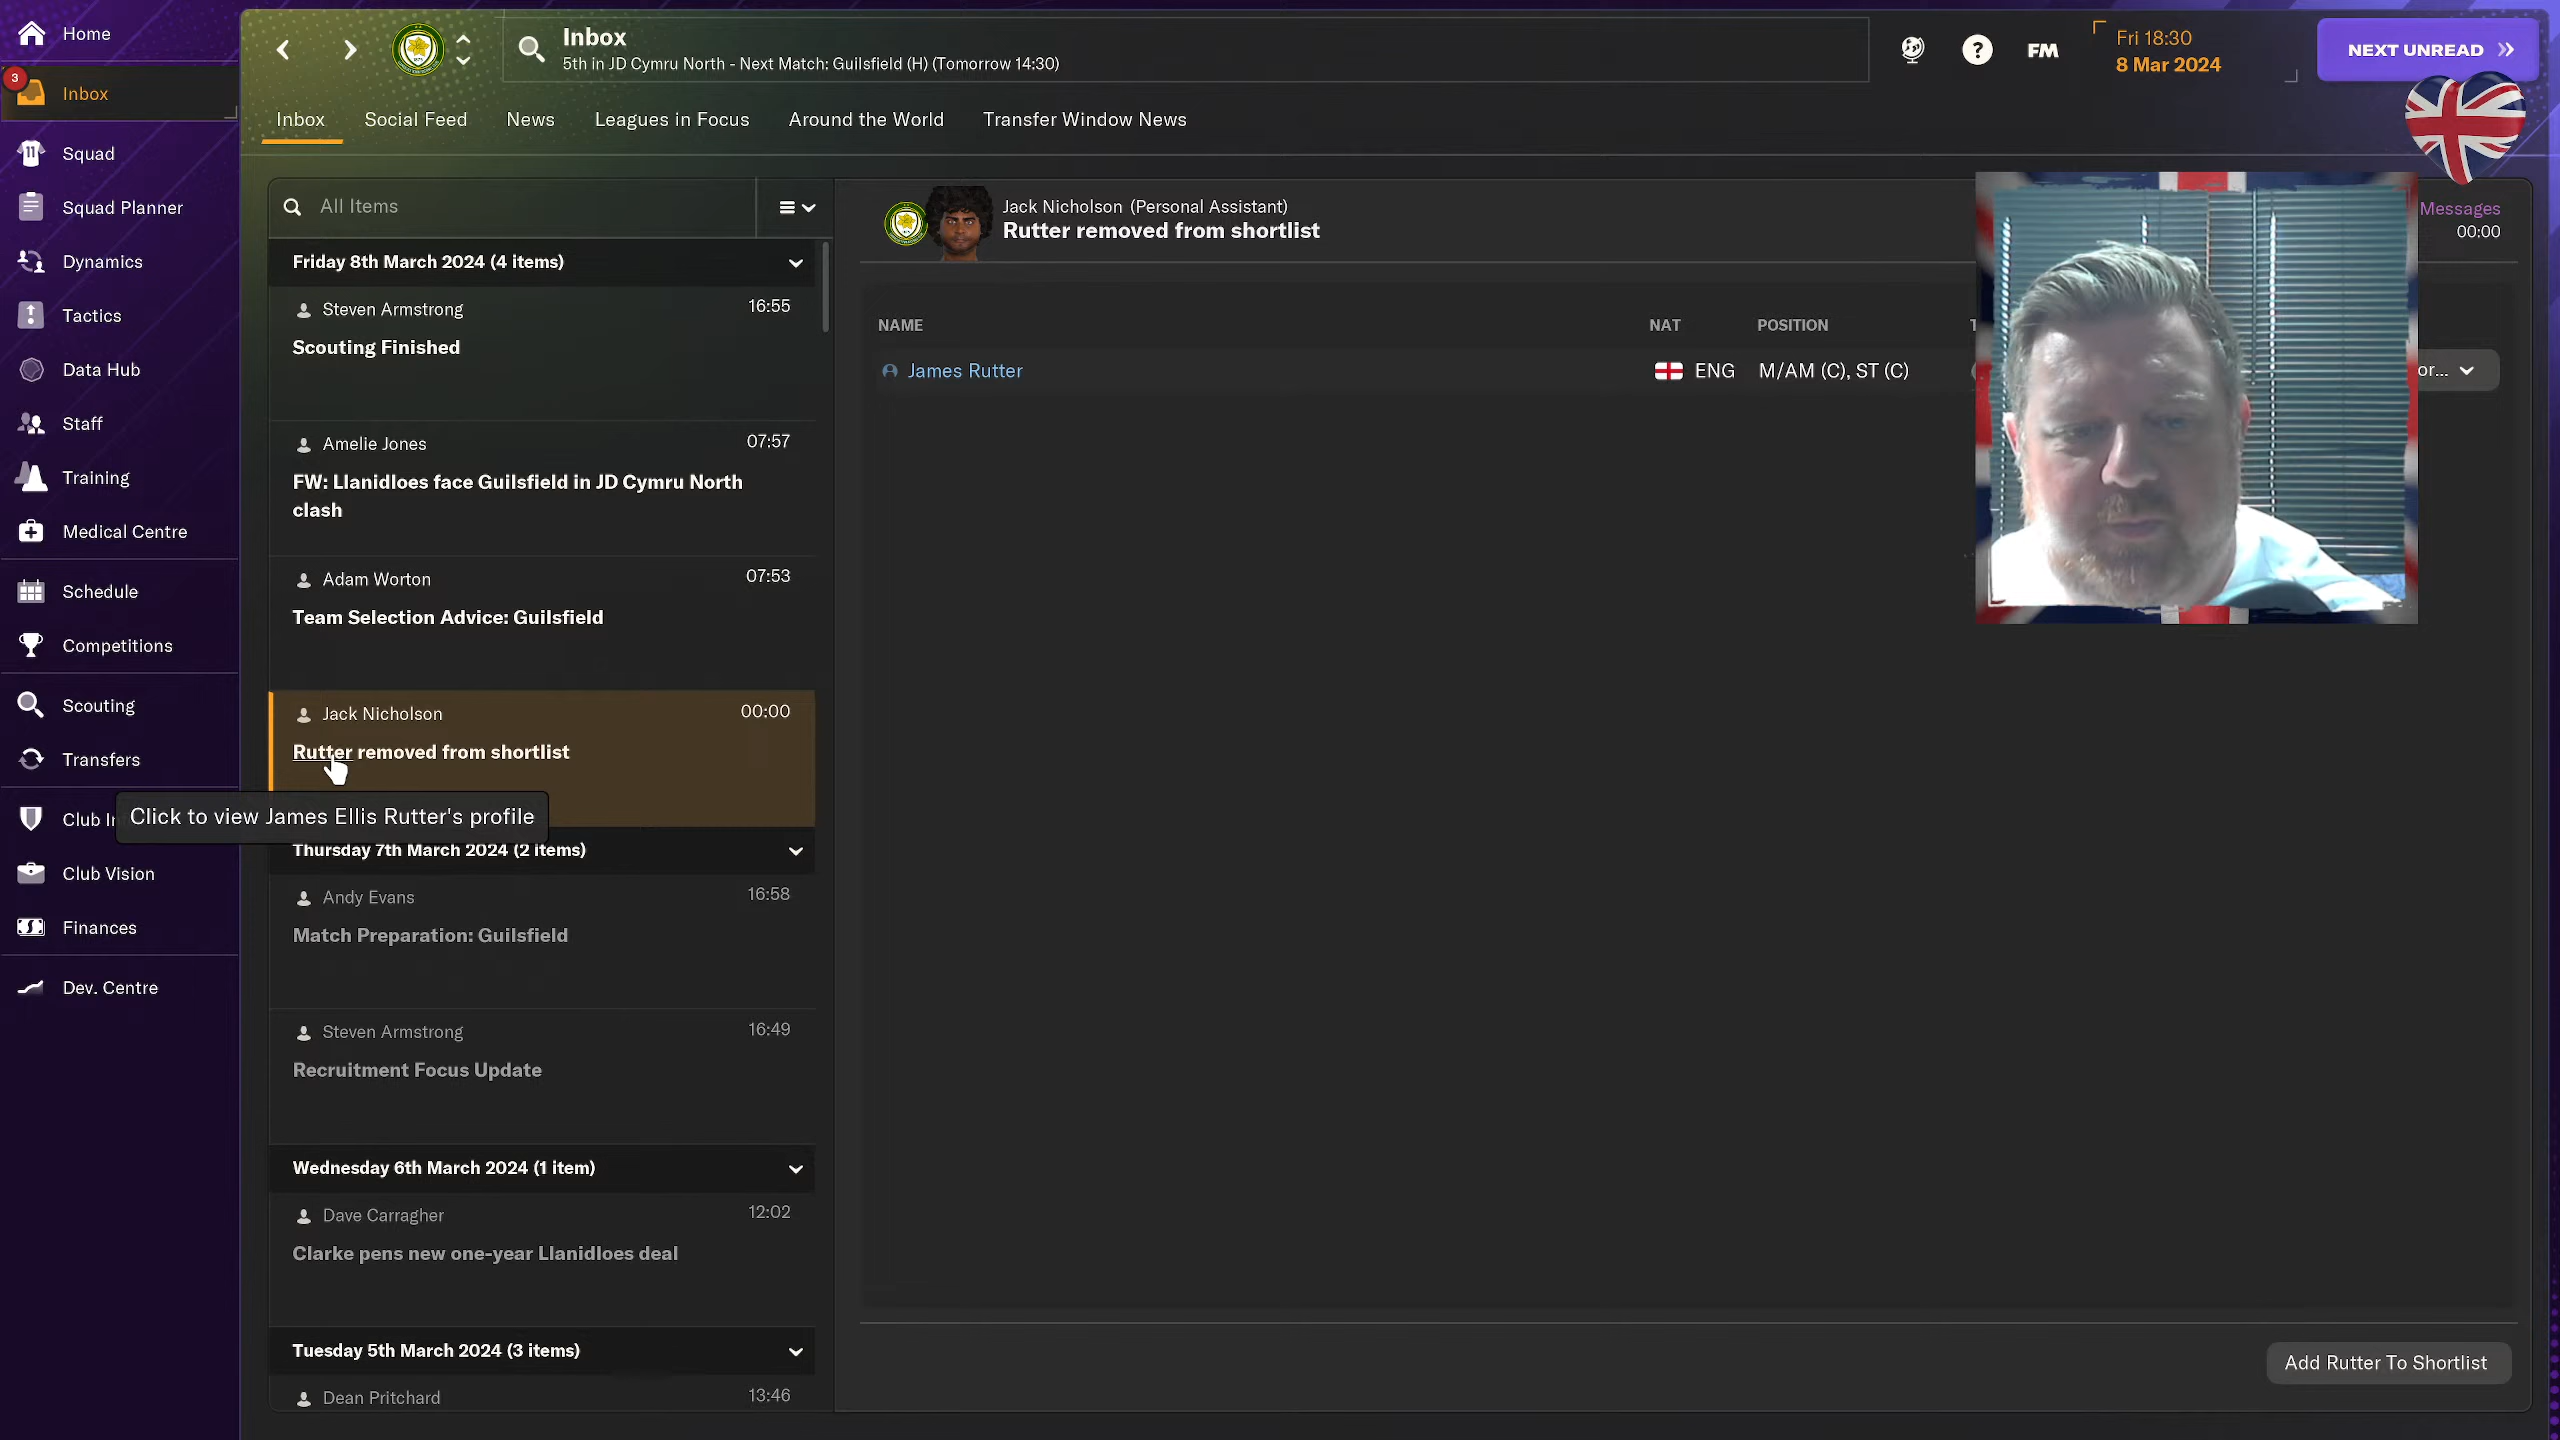 Home
3
Inbox
Squad
Squad Planner
Dynamics
Tactics
Data Hub
Staff
Training
Medical Centre
Schedule
Competitions
Scouting
Transfers
Club In
Club Vision
Finances
Dev. Centre
Inbox
5th in JD Cymru North - Next Match: Guilsfield (H) (Tomorrow 14:30)
?
FM
Fri 18:30
8 Mar 2024
NEXT UNREAD
Inbox
Social Feed
News
Leagues in Focus
Around the World
Transfer Window News
All Items
Friday 8th March 2024 (4 items)
Steven Armstrong
16:55
Scouting Finished
Amelie Jones
07:57
FW: Llanidloes face Guilsfield in JD Cymru North
clash
Adam Worton
07:53
Team Selection Advice: Guilsfield
Jack Nicholson
00:00
Rutter removed from shortlist
Click to view James Ellis Rutter's profile
Thursday 7th March 2024 (2 items)
Andy Evans
16:58
Match Preparation: Guilsfield
Steven Armstrong
16:49
Recruitment Focus Update
Wednesday 6th March 2024 (1 item)
Dave Carragher
12:02
Clarke pens new one-year Llanidloes deal
Tuesday 5th March 2024 (3 items)
Dean Pritchard
13:46
Jack Nicholson (Personal Assistant)
Rutter removed from shortlist
Messages
00:00
NAME
NAT
POSITION
James Rutter
ENG
M/AM (C), ST (C)
or...
Add Rutter To Shortlist